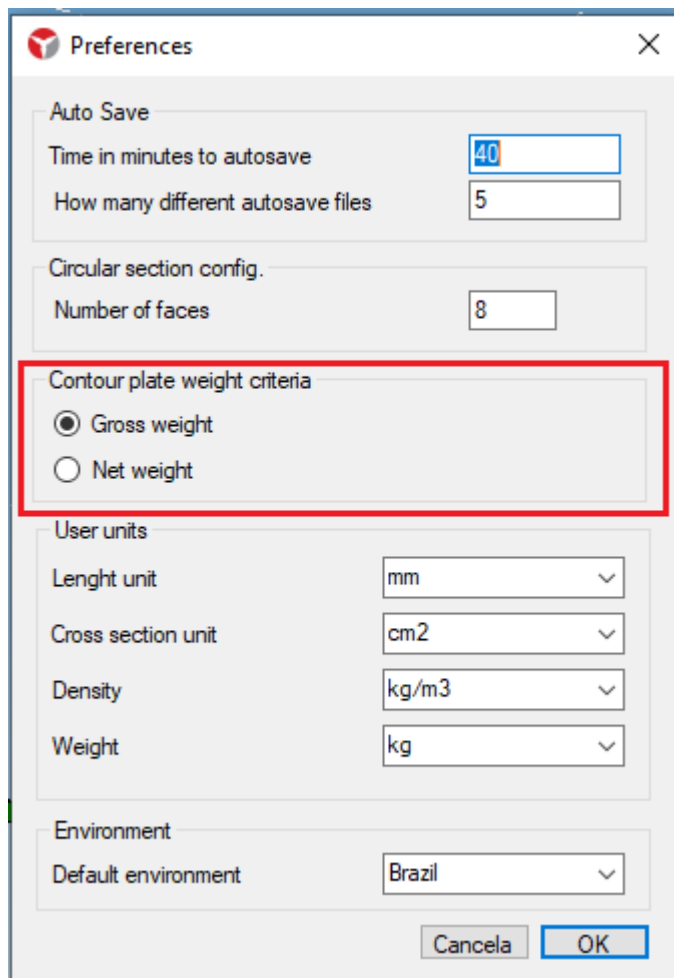 Preferences
Auto Save
Time in minutes to autosave 40
How many different autosave files 5
Circular section config.
Number of faces 8
Contour plate weight criteria
Gross weight
Net weight
User units
Lenght unit mm
Cross section unit cm2
Density kg/m3
Weight kg
Environment
Default environment Brazil
Cancela OK